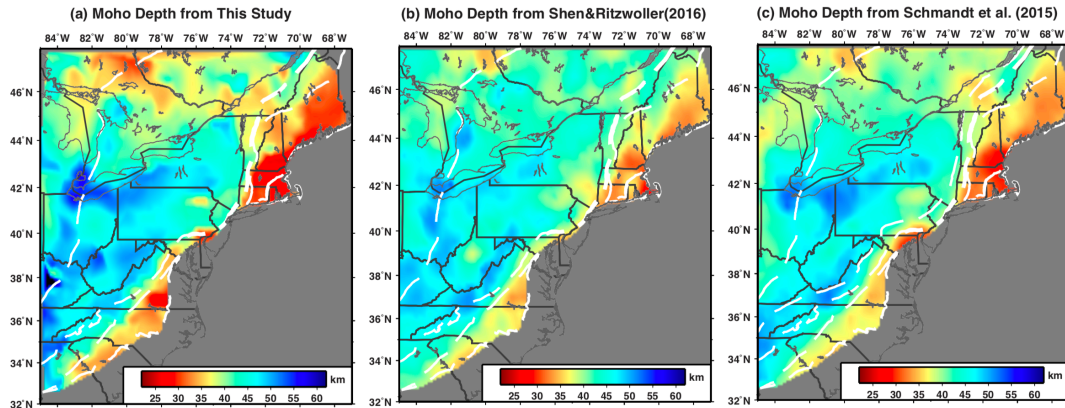 (a) Moho Depth from This Study
84˚W 82˚W 80˚W 78˚W 76˚W 74˚W 72˚W 70˚W 68˚W
46˚N
44˚N
42˚N
40˚N
38˚N
36˚N
34˚N
32˚N
km
25 30 35 40 45 50 55 60
(b) Moho Depth from Shen&Ritzwoller(2016)
84˚W 82˚W 80˚W 78˚W 76˚W 74˚W 72˚W 70˚W 68˚W
46˚N
44˚N
42˚N
40˚N
38˚N
36˚N
34˚N
32˚N
km
25 30 35 40 45 50 55 60
(c) Moho Depth from Schmandt et al. (2015)
84˚W 82˚W 80˚W 78˚W 76˚W 74˚W 72˚W 70˚W 68˚W
46˚N
44˚N
42˚N
40˚N
38˚N
36˚N
34˚N
32˚N
km
25 30 35 40 45 50 55 60